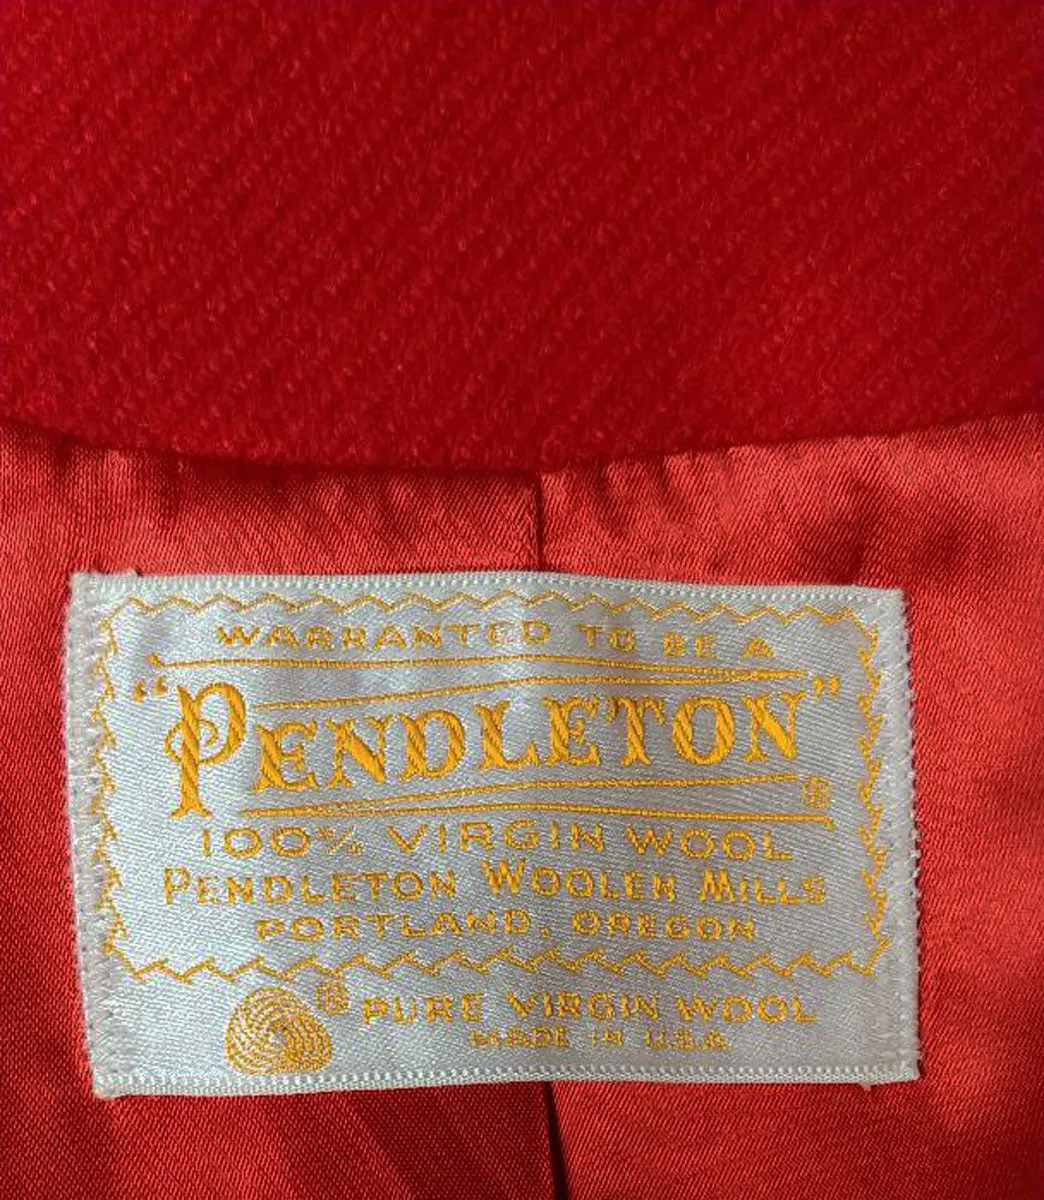 WARRANTED TO BE A
"PENDLETON" ®
100% VIRGIN WOOL
PENDLETON WOOLEN MILLS
PORTLAND, OREGON
® PURE VIRGIN WOOL
MADE IN U.S.A.